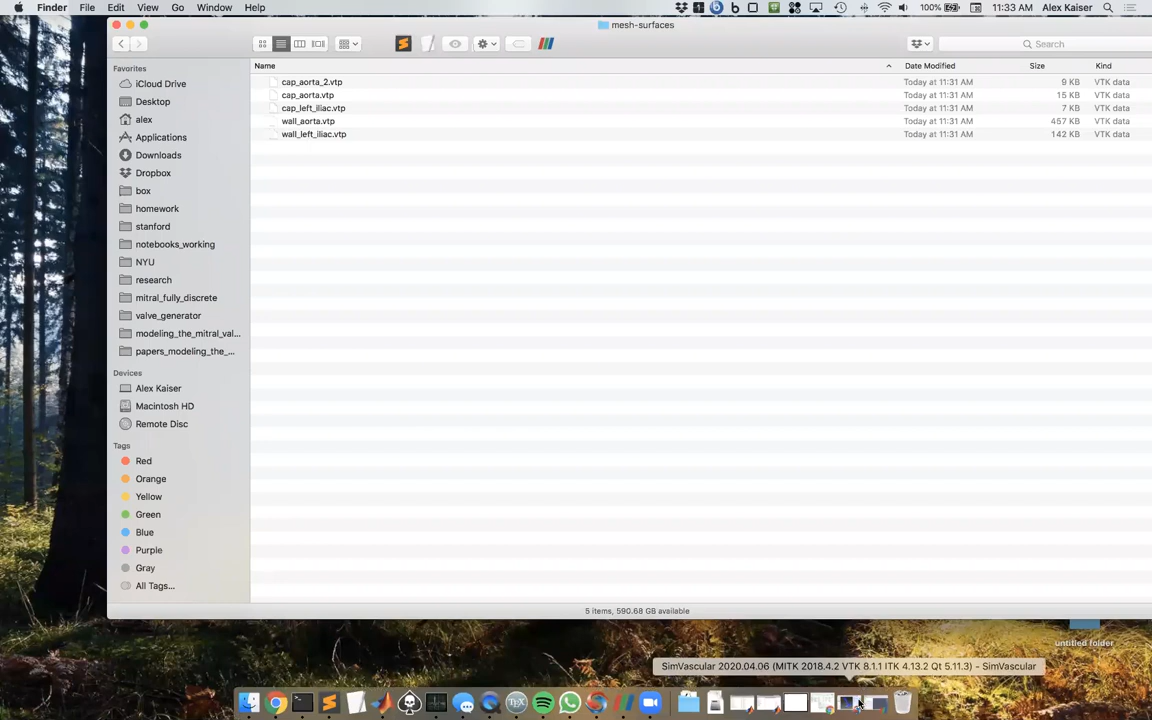 Finder File Edit View Go Window Help 100% 11:33 AM Alex Kaiser
mesh-surfaces
Search
Favorites
iCloud Drive
Desktop
alex
Applications
Downloads
Dropbox
box
homework
stanford
notebooks_working
NYU
research
mitral_fully_discrete
valve_generator
modeling_the_mitral_val...
papers_modeling_the_...
Devices
Alex Kaiser
Macintosh HD
Remote Disc
Tags
Red
Orange
Yellow
Green
Blue
Purple
Gray
All Tags...
Name Date Modified Size Kind
cap_aorta_2.vtp Today at 11:31 AM 9 KB VTK data
cap_aorta.vtp Today at 11:31 AM 15 KB VTK data
cap_left_iliac.vtp Today at 11:31 AM 7 KB VTK data
wall_aorta.vtp Today at 11:31 AM 457 KB VTK data
wall_left_iliac.vtp Today at 11:31 AM 142 KB VTK data
5 items, 590.68 GB available
untitled folder
SimVascular 2020.04.06 (MITK 2018.4.2 VTK 8.1.1 ITK 4.13.2 Qt 5.11.3) - SimVascular